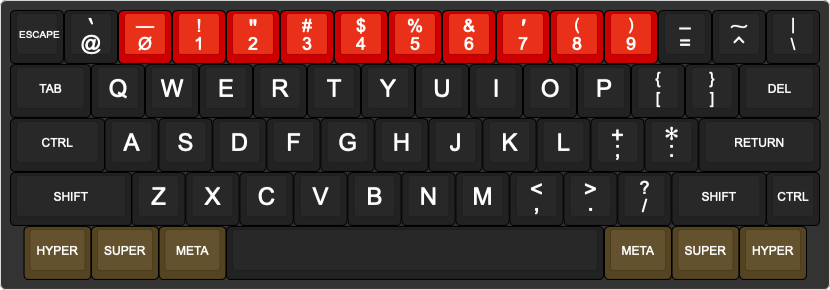 ` — ! " # $ % & ' ( ) – ~ |
ESCAPE @ Ø 1 2 3 4 5 6 7 8 9 = ^ \
TAB Q W E R T Y U I O P { } DEL
[ ]
CTRL A S D F G H J K L + * RETURN
; :
SHIFT Z X C V B N M < > ? SHIFT CTRL
, . /
HYPER SUPER META META SUPER HYPER